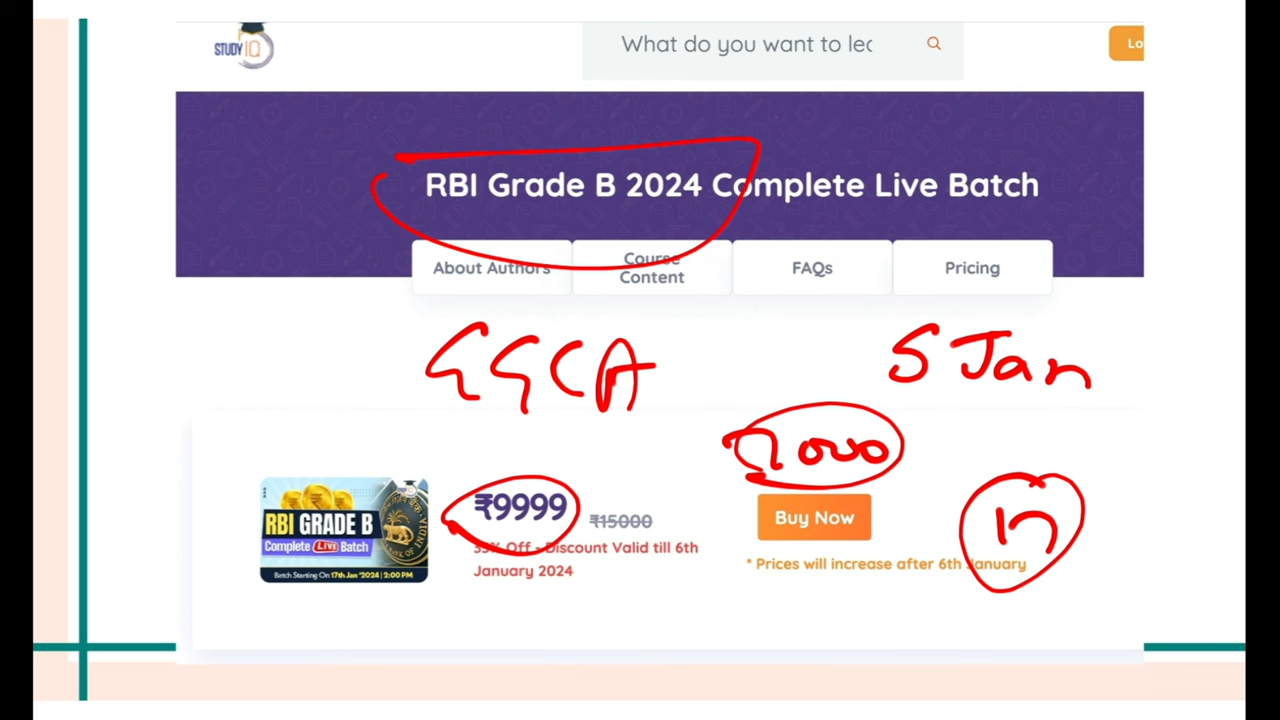 STUDY IQ
What do you want to lea
Lo
RBI Grade B 2024 Complete Live Batch
About Authors
Course
Content
FAQs
Pricing
GGCA
5 Jan
RBI GRADE B
Complete LIVE Batch
Batch Starting On 17th Jan '2024 | 2:00 PM
₹9999 ₹15000
33% Off - Discount Valid till 6th
January 2024
Buy Now
* Prices will increase after 6th January
17